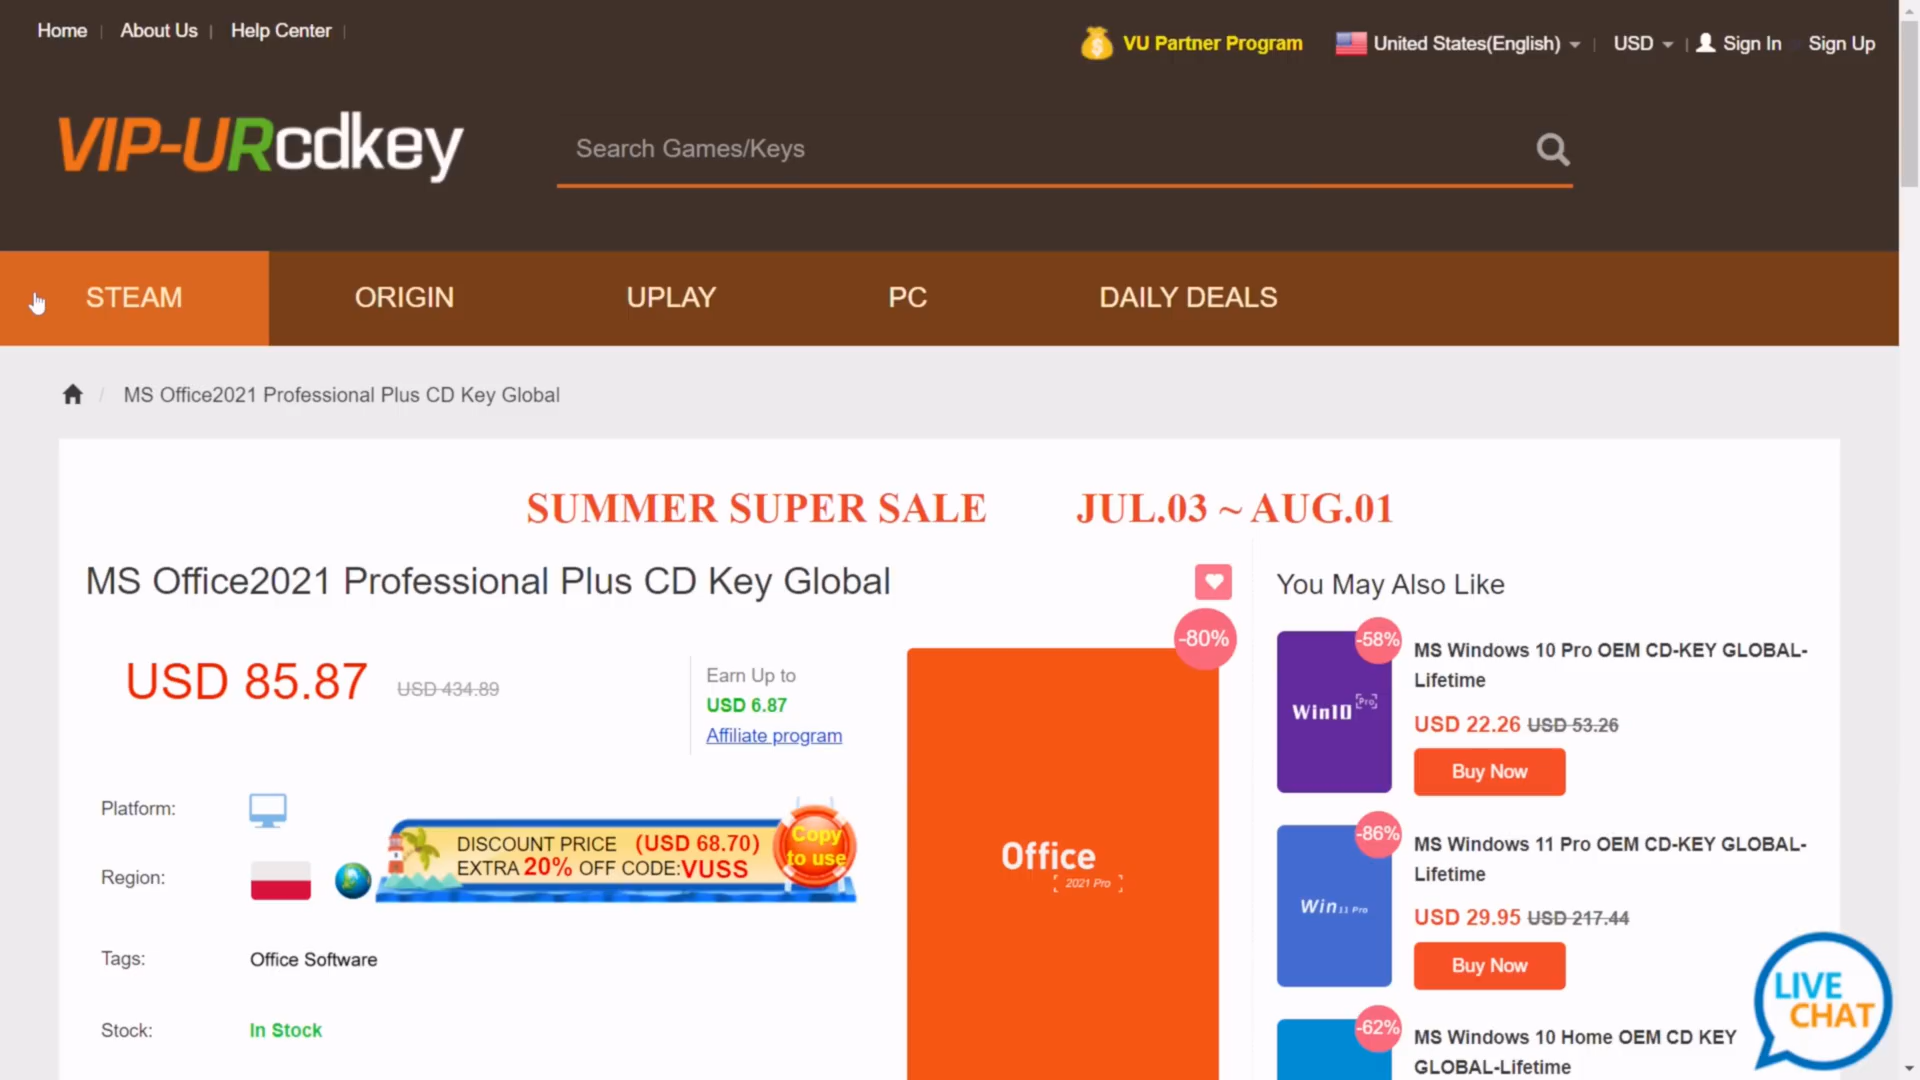 Home
About Us
Help Center
VU Partner Program
United States(English)
USD
Sign In
Sign Up
VIP-URcdkey
Search Games/Keys
STEAM
ORIGIN
UPLAY
PC
DAILY DEALS
MS Office2021 Professional Plus CD Key Global
SUMMER SUPER SALE JUL.03 ~ AUG.01
MS Office2021 Professional Plus CD Key Global
-80%
USD 85.87
USD 434.89
Earn Up to
USD 6.87
Affiliate program
Platform:
DISCOUNT PRICE (USD 68.70)
EXTRA 20% OFF CODE:VUSS
Copy
to use
Region:
Tags:
Office Software
Stock:
In Stock
Office
2021 Pro
You May Also Like
-58%
Win10 Pro
MS Windows 10 Pro OEM CD-KEY GLOBAL-
Lifetime
USD 22.26 USD 53.26
Buy Now
-86%
Win 11 Pro
MS Windows 11 Pro OEM CD-KEY GLOBAL-
Lifetime
USD 29.95 USD 217.44
Buy Now
-62%
MS Windows 10 Home OEM CD KEY
GLOBAL-Lifetime
LIVE
CHAT